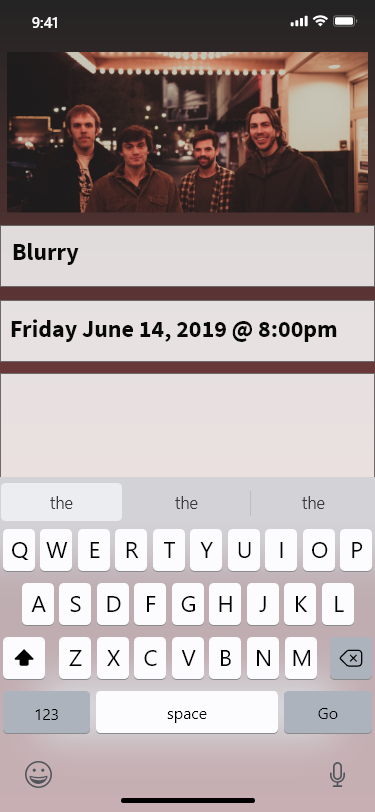 9:41
Blurry
Friday June 14, 2019 @ 8:00pm
the the the
Q W E R T Y U I O P
A S D F G H J K L
Z X C V B N M
123 space Go